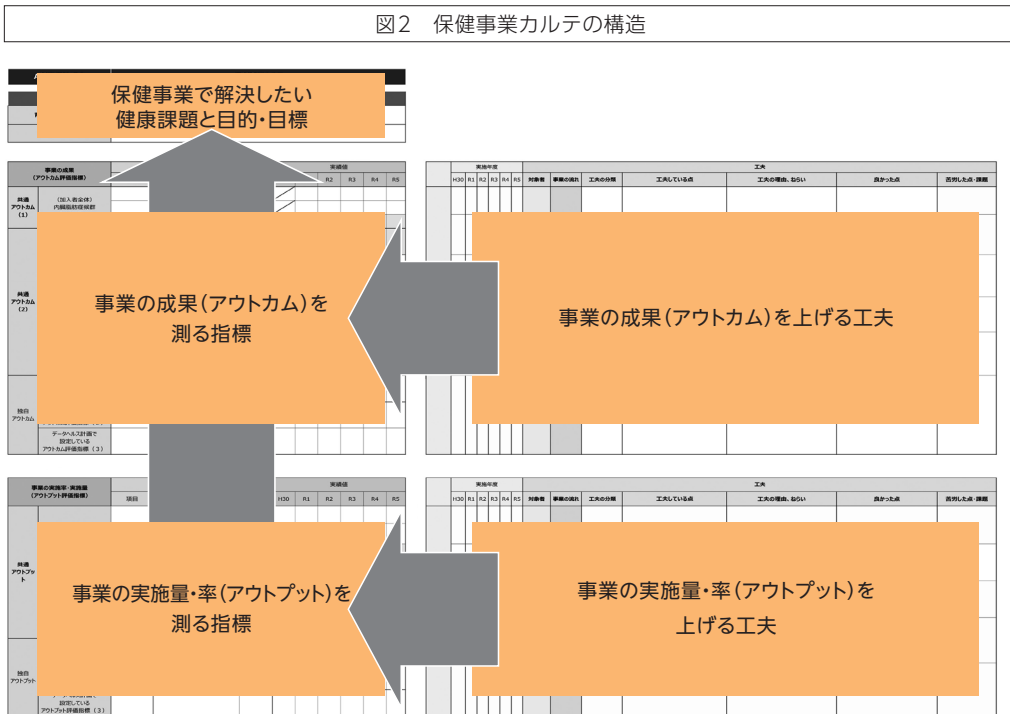 図2 保健事業カルテの構造
保健事業で解決したい
健康課題と目的・目標
事業の成果
(アウトカム評価指標)
実績値
R2 R3 R4 R5
共通
アウトカム
(1)
(加入者全体)
内臓脂肪症候群
共通
アウトカム
(2)
事業の成果(アウトカム)を
測る指標
独自
アウトカム
データヘルス計画で
設定している
アウトカム評価指標(3)
実施年度
工夫
H30 R1 R2 R3 R4 R5 対象者 事業の流れ 工夫の分類 工夫している点 工夫の理由、ねらい 良かった点 苦労した点・課題
事業の成果(アウトカム)を上げる工夫
事業の実施率・実施量
(アウトプット評価指標)
項目
実績値
H30 R1 R2 R3 R4 R5
共通
アウトプッ
ト
事業の実施量・率(アウトプット)を
測る指標
独自
アウトプット
設定している
アウトプット評価指標(3)
実施年度
工夫
H30 R1 R2 R3 R4 R5 対象者 事業の流れ 工夫の分類 工夫している点 工夫の理由、ねらい 良かった点 苦労した点・課題
事業の実施量・率(アウトプット)を
上げる工夫